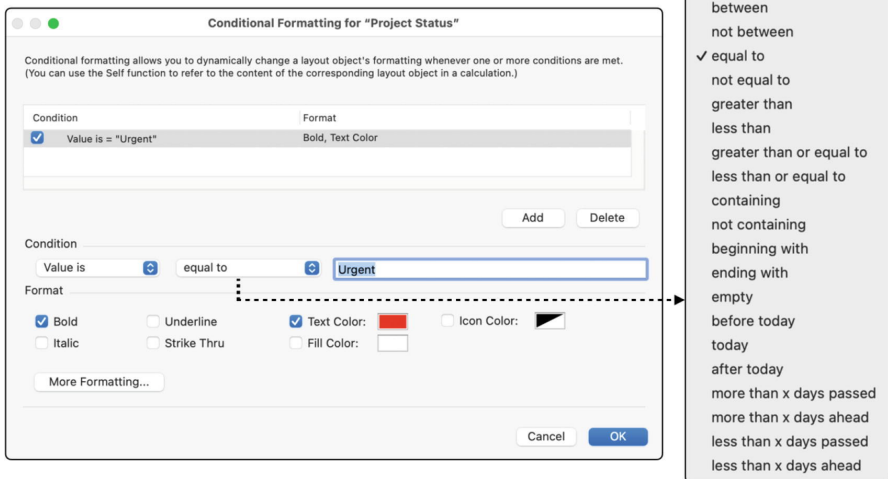 Conditional Formatting for “Project Status”
Conditional formatting allows you to dynamically change a layout object's formatting whenever one or more conditions are met.
(You can use the Self function to refer to the content of the corresponding layout object in a calculation.)
Condition Format
Value is = "Urgent" Bold, Text Color
Add Delete
Condition
Value is equal to Urgent
Format
Bold Underline Text Color: Icon Color:
Italic Strike Thru Fill Color:
More Formatting...
Cancel OK
between
not between
✓ equal to
not equal to
greater than
less than
greater than or equal to
less than or equal to
containing
not containing
beginning with
ending with
empty
before today
today
after today
more than x days passed
more than x days ahead
less than x days passed
less than x days ahead